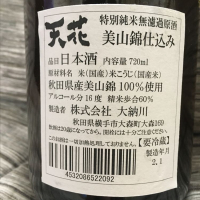 天花
特別純米無濾過原酒
美山錦仕込み
品目 日本酒 内容量 720ml
原材料名 米(国産)米こうじ(国産米)
秋田県産美山錦 100%使用
アルコール分 16度 精米歩合60%
製造者 株式会社 大納川
秋田県横手市大森町大森169
【要冷蔵】
製造年月
2.1
4532086522092